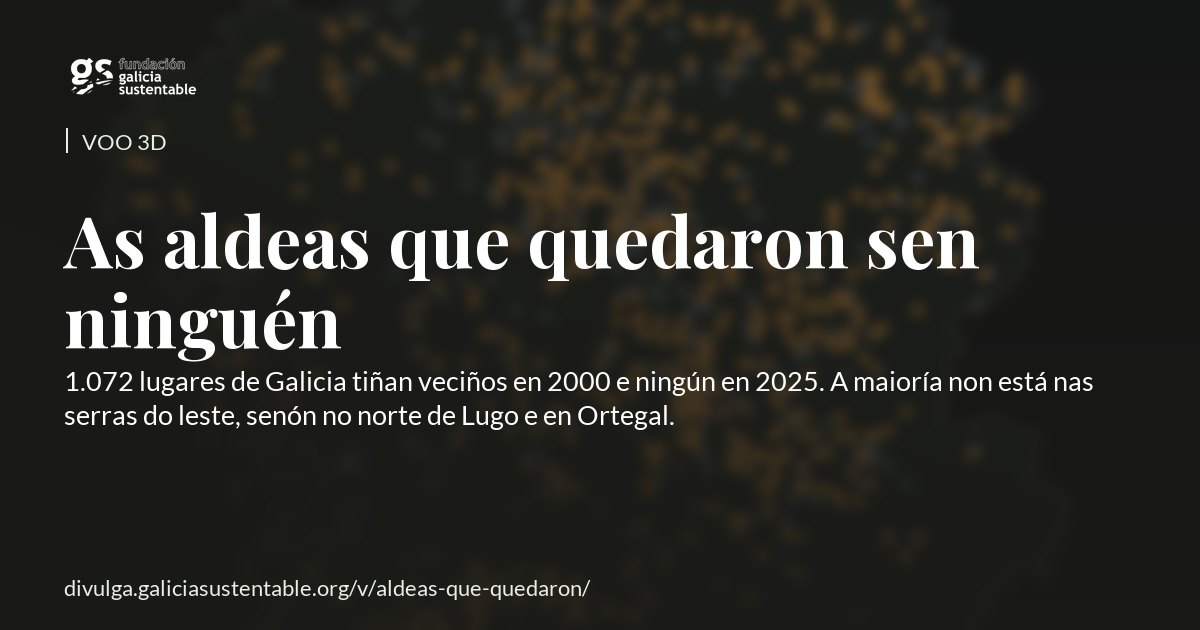 gs fundación
galicia
sustentable
VOO 3D
As aldeas que quedaron sen
ninguén
1.072 lugares de Galicia tiñan veciños en 2000 e ningún en 2025. A maioría non está nas
serras do leste, senón no norte de Lugo e en Ortegal.
divulga.galiciasustentable.org/v/aldeas-que-quedaron/